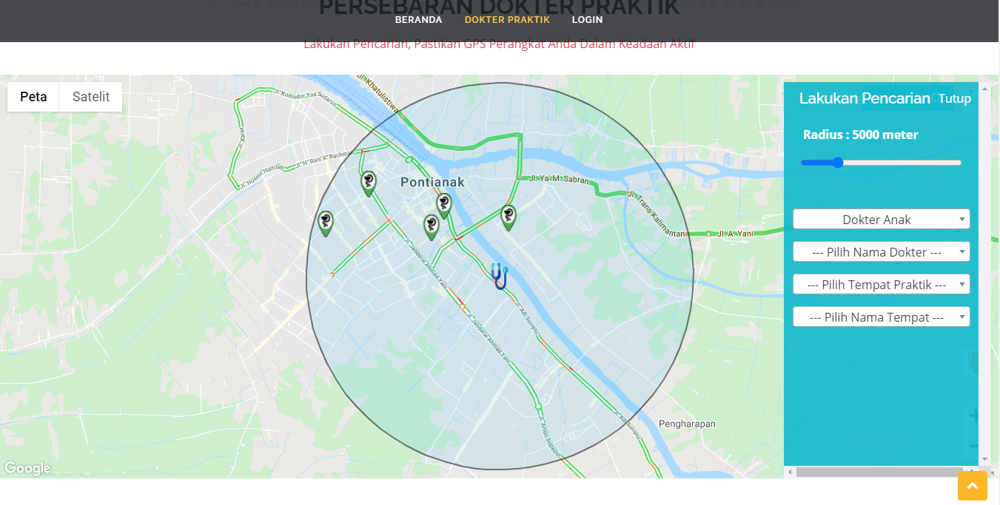 PERSEBARAN DOKTER PRAKTIK
BERANDA DOKTER PRAKTIK LOGIN
Lakukan Pencarian, Pastikan GPS Perangkat Anda Dalam Keadaan Aktif
Peta Satelit
Jl. Khatulistiwa
Jl. Komodor Yos Sudarso
Jl. Karet
Jl. H. Rais A. Rachman
Jl. Husein Hamzah
Pontianak
Jl. Ya' M. Sabran
Jl. Trans Kalimantan
Jl. A. Yani
Jl. Jenderal Ahmad Yani
Jl. Adi Sucipto
Jl. Jenderal Ahmad Yani
Jl. Arteri Supadio
Jl. Adi Sucipto
Pengharapan
Google
Lakukan Pencarian Tutup
Radius : 5000 meter
Dokter Anak
--- Pilih Nama Dokter ---
--- Pilih Tempat Praktik ---
--- Pilih Nama Tempat ---